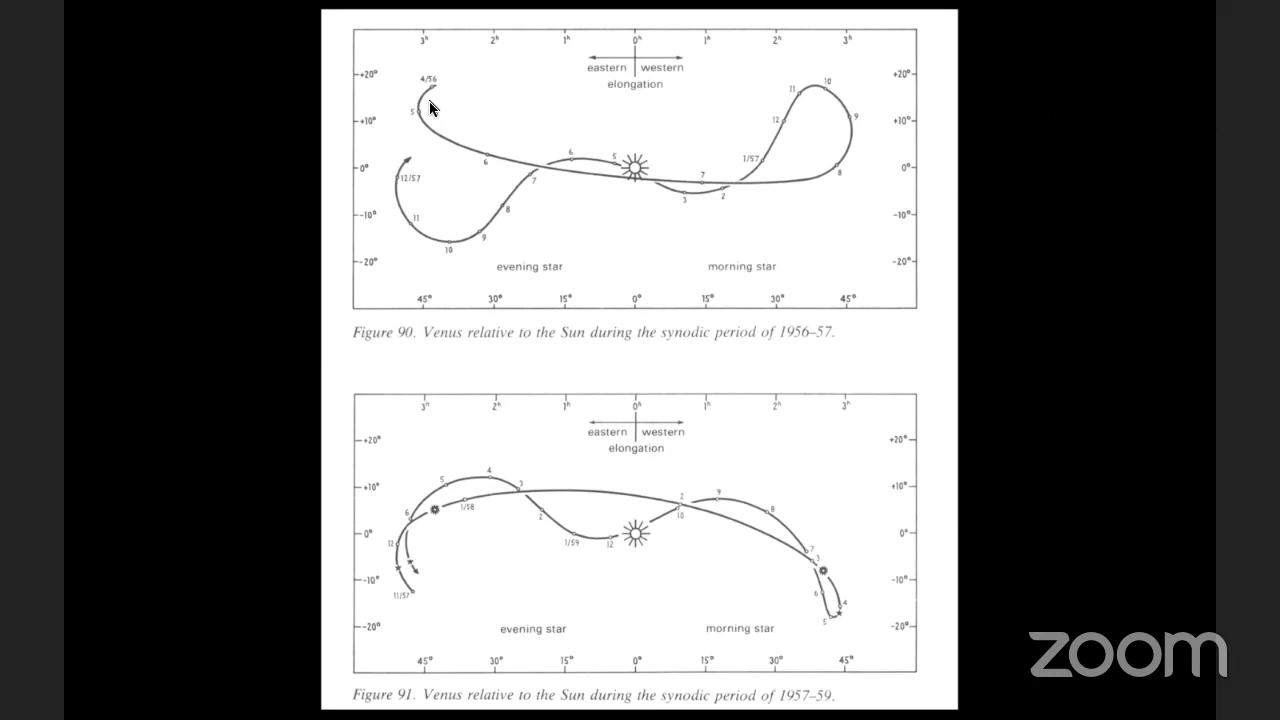 3ʰ 2ʰ 1ʰ 0ʰ 1ʰ 2ʰ 3ʰ
eastern western
elongation
+20° +20°
4/56 11 10
5 +10° 12 9 +10°
6 6 5 1/57
0° 7 7 8 0°
12/57 3 2
11 8
-10° 10 9 -10°
-20° evening star morning star -20°
45° 30° 15° 0° 15° 30° 45°
Figure 90. Venus relative to the Sun during the synodic period of 1956–57.
3ʰ 2ʰ 1ʰ 0ʰ 1ʰ 2ʰ 3ʰ
eastern western
elongation
+20° +20°
5 4 3 2 9
+10° 1/58 +10°
6 2 10 8
0° 12 1/59 12 7 0°
3
-10° 11/57 6 4 -10°
5
-20° evening star morning star -20°
45° 30° 15° 0° 15° 30° 45°
Figure 91. Venus relative to the Sun during the synodic period of 1957–59.
zoom